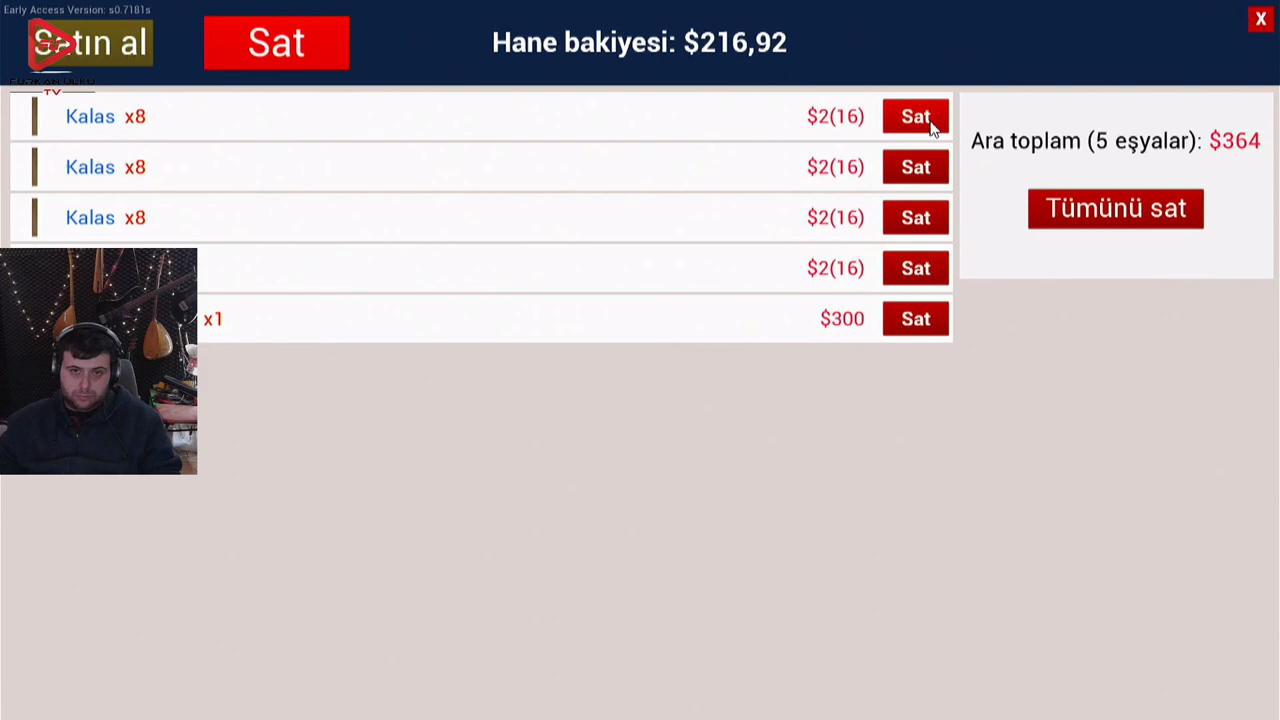 Early Access Version: s0.7181s
Satın al
Sat
Hane bakiyesi: $216,92
X
TV
Kalas x8
$2(16)
Sat
Kalas x8
$2(16)
Sat
Kalas x8
$2(16)
Sat
$2(16)
Sat
x1
$300
Sat
Ara toplam (5 eşyalar): $364
Tümünü sat